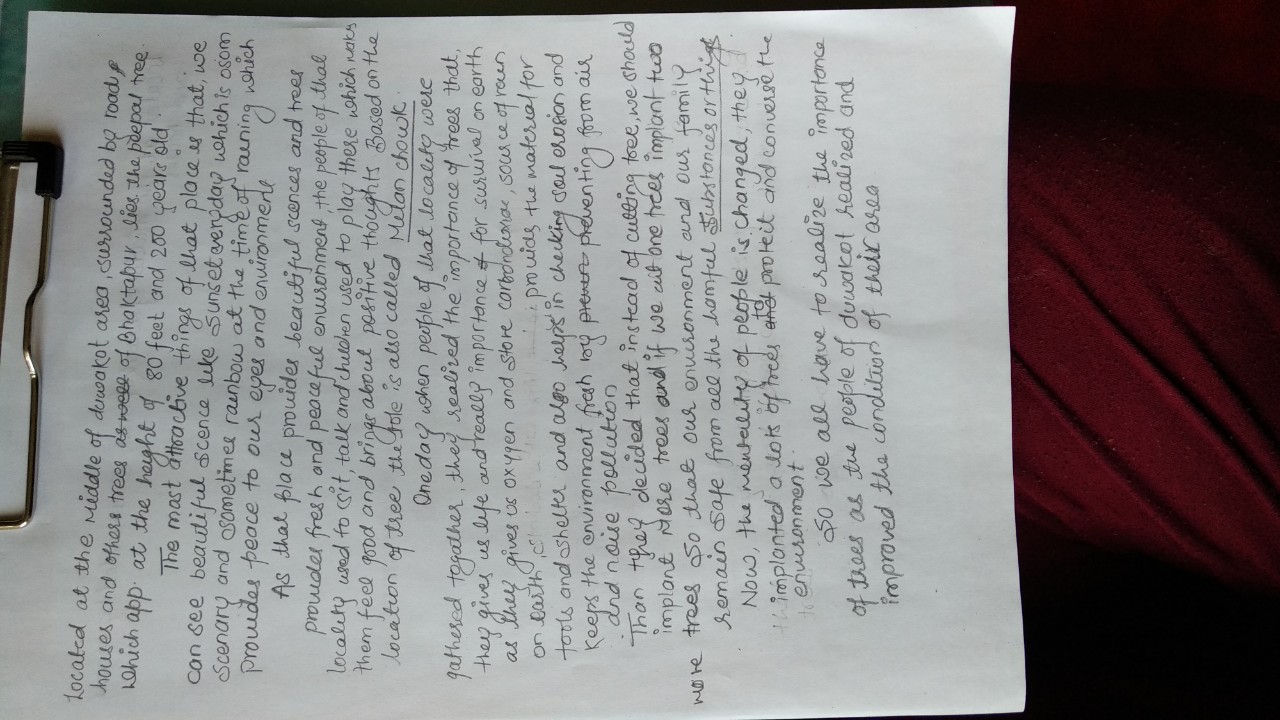 Located at the Middle of duwakot area, surrounded by roads,
houses and others trees as well of Bhaktapur, lies the peepal tree.
which app. at the height of 80 feet and 200 years old.
The most attractive things of that place is that, we
can see beautiful scence like Sunset everyday which is asom
Scenary and sometimes rainbow at the time of raening which
provides peace to our eyes and environment
As that place provides beautiful scences and trees
provides fresh and peaceful envirsonment, the people of that
locality used to (sit, talk and children used to play there which makes
them feel good and brings about positive thoughts Based on the
location of tree, the tole is also called Milan chowk.
One day when people of that locality were
gathered together, they realized the importance of trees that,
they gives us life and really importance for survival on earth
as they gives us oxygen and store carbondioxide, source of rain
on earth, provides the material for
tools and shelter and also helps in checking soul erosion and
keeps the environment fresh by preventing from air
and noise pollution
Than they decided that instead of cutting tree, we should
implant More trees and if we cut one trees implant two
more trees So that our envirsonment and our family
remain safe from all the harmful substances or things.
Now, the mentality of people is changed, they
implanted a lots of trees to protect and converse the
envirsonment.
So we all have to realize the importance
of trees as the people of duwakot realized and
improved the condition of their area